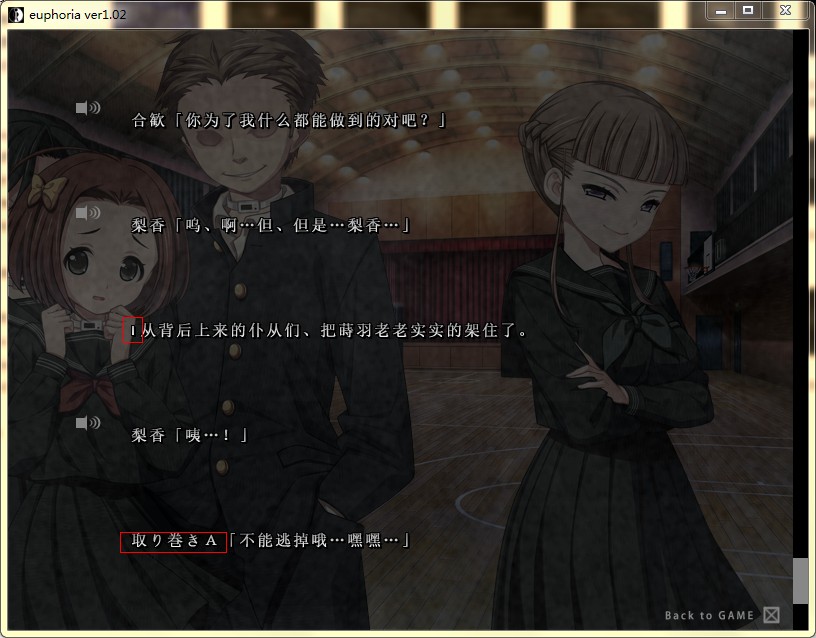 euphoria ver1.02
合歓「你为了我什么都能做到的对吧？」
梨香「呜、啊…但、但是…梨香…」
I从背后上来的仆从们、把蒔羽老老实实的架住了。
梨香「咦…！」
取り巻きＡ「不能逃掉哦…嘿嘿…」
Back to GAME